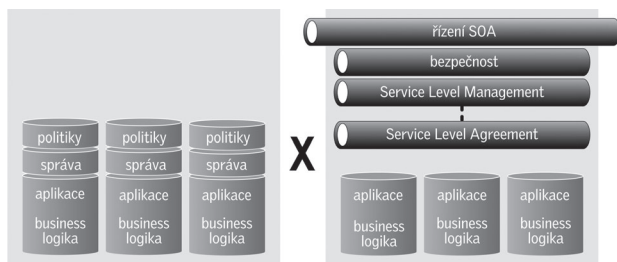 politiky politiky politiky
správa správa správa
aplikace aplikace aplikace
business business business
logika logika logika
X
řízení SOA
bezpečnost
Service Level Management
Service Level Agreement
aplikace aplikace aplikace
business business business
logika logika logika